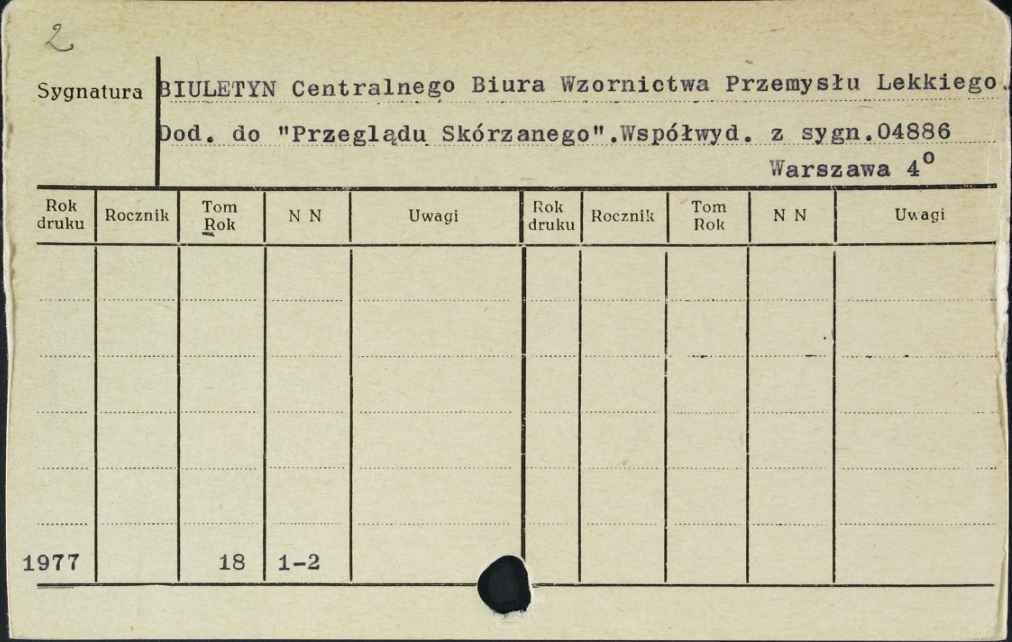 2
Sygnatura BIULETYN Centralnego Biura Wzornictwa Przemysłu Lekkiego.
Dod. do "Przeglądu Skórzanego".Współwyd. z sygn.04886
Warszawa 4⁰
Rok druku Rocznik Tom Rok N N Uwagi Rok druku Rocznik Tom Rok N N Uwagi
1977 18 1-2